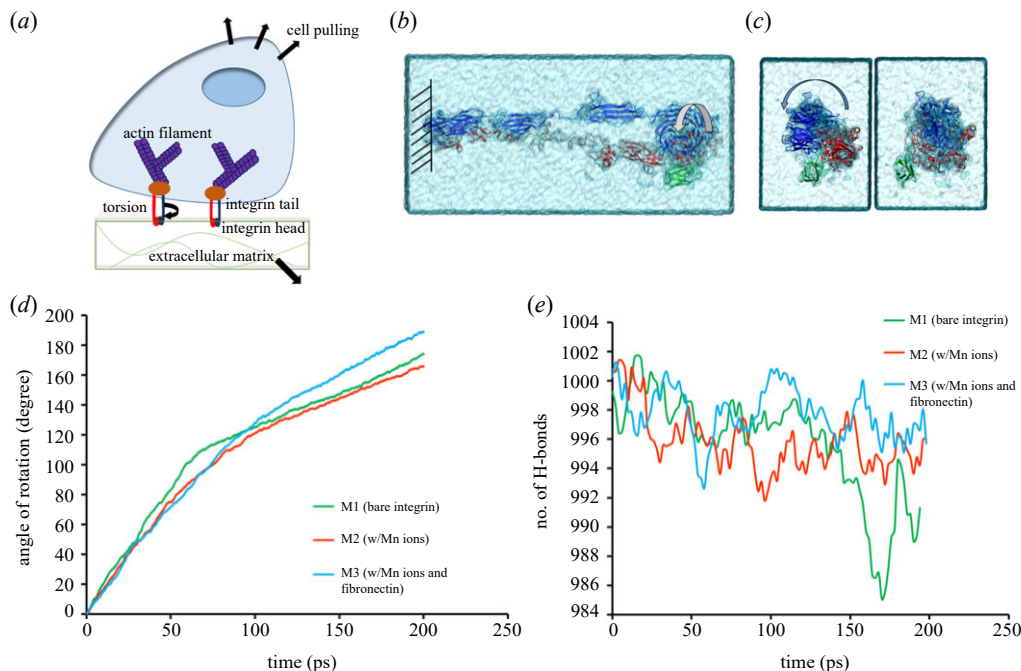 (a)
cell pulling
actin filament
torsion
integrin tail
integrin head
extracellular matrix
(b)
(c)
(d)
200
180
160
140
120
100
80
60
40
20
0
angle of rotation (degree)
0
50
100
150
200
250
time (ps)
M1 (bare integrin)
M2 (w/Mn ions)
M3 (w/Mn ions and
fibronectin)
(e)
1004
1002
1000
998
996
994
992
990
988
986
984
no. of H-bonds
0
50
100
150
200
250
time (ps)
M1 (bare integrin)
M2 (w/Mn ions)
M3 (w/Mn ions and
fibronectin)